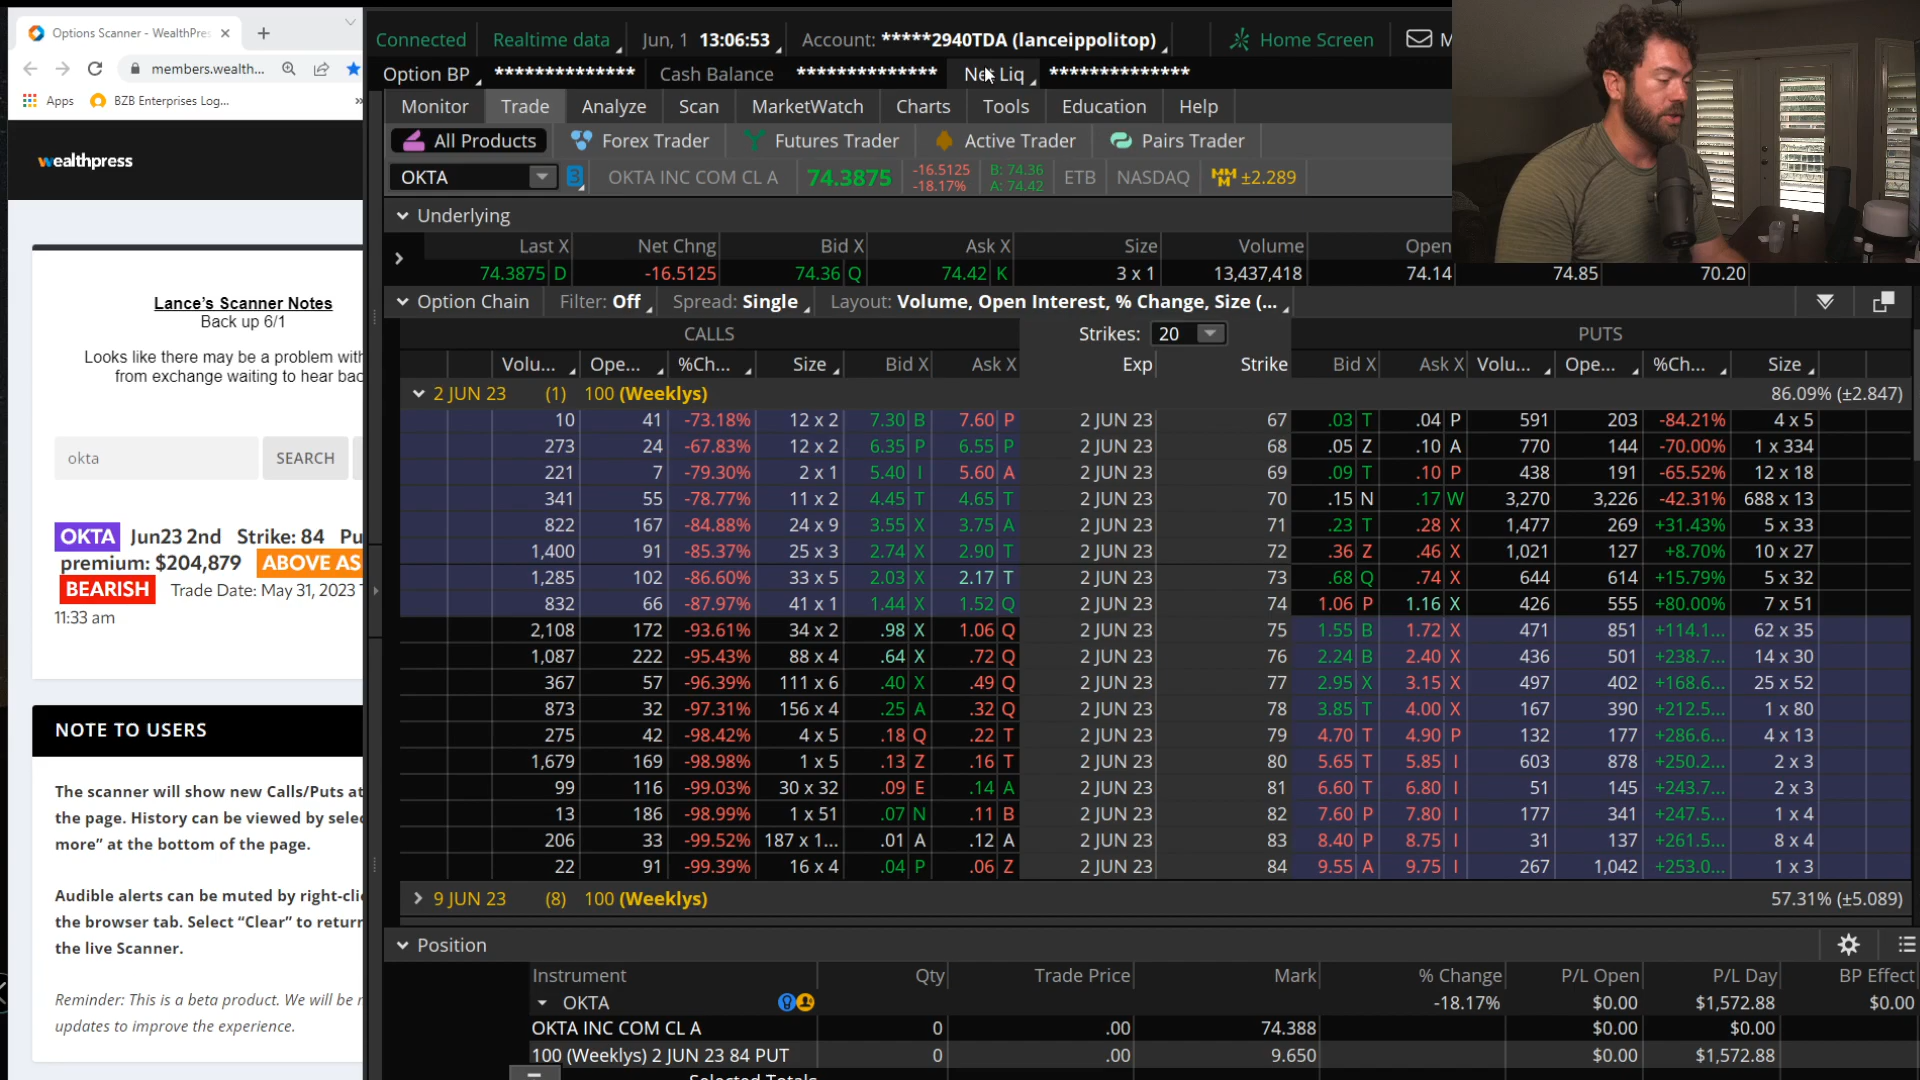 Options Scanner - WealthPre
members.wealth...
Apps
BZB Enterprises Log...
»
wealthpress
Lance's Scanner Notes
Back up 6/1
Looks like there may be a problem with
from exchange waiting to hear bac
okta
SEARCH
OKTA Jun23 2nd Strike: 84 Pu
premium: $204,879 ABOVE AS
BEARISH Trade Date: May 31, 2023
11:33 am
NOTE TO USERS
The scanner will show new Calls/Puts at
the page. History can be viewed by
more" at the bottom of the page.
Audible alerts can be muted by
the browser tab. Select "Clear" to return
the live Scanner.
Reminder: This is a beta product. We will be
updates to improve the experience.
Connected Realtime data Jun, 1 13:06:53 Account: *****2940TDA (lanceippolitop) Home Screen M
Option BP ************** Cash Balance ************** Net Liq **************
Monitor Trade Analyze Scan MarketWatch Charts Tools Education Help
All Products Forex Trader Futures Trader Active Trader Pairs Trader
OKTA 3 OKTA INC COM CL A 74.3875 -16.5125 -18.17% B: 74.36 A: 74.42 ETB NASDAQ MMM ±2.289
Underlying
Last X Net Chng Bid X Ask X Size Volume Open
74.3875 D -16.5125 74.36 Q 74.42 K 3 x 1 13,437,418 74.14 74.85 70.20
Option Chain Filter: Off Spread: Single Layout: Volume, Open Interest, % Change, Size (...
CALLS Strikes: 20 PUTS
Volu... Ope... %Ch... Size Bid X Ask X Exp Strike Bid X Ask X Volu... Ope... %Ch... Size
2 JUN 23 (1) 100 (Weeklys) 86.09% (±2.847)
10 41 -73.18% 12 x 2 7.30 B 7.60 P 2 JUN 23 67 .03 T .04 P 591 203 -84.21% 4 x 5
273 24 -67.83% 12 x 2 6.35 P 6.55 P 2 JUN 23 68 .05 Z .10 A 770 144 -70.00% 1 x 334
221 7 -79.30% 2 x 1 5.40 I 5.60 A 2 JUN 23 69 .09 T .10 P 438 191 -65.52% 12 x 18
341 55 -78.77% 11 x 2 4.45 T 4.65 T 2 JUN 23 70 .15 N .17 W 3,270 3,226 -42.31% 688 x 13
822 167 -84.88% 24 x 9 3.55 X 3.75 A 2 JUN 23 71 .23 T .28 X 1,477 269 +31.43% 5 x 33
1,400 91 -85.37% 25 x 3 2.74 X 2.90 T 2 JUN 23 72 .36 Z .46 X 1,021 127 +8.70% 10 x 27
1,285 102 -86.60% 33 x 5 2.03 X 2.17 T 2 JUN 23 73 .68 Q .74 X 644 614 +15.79% 5 x 32
832 66 -87.97% 41 x 1 1.44 X 1.52 Q 2 JUN 23 74 1.06 P 1.16 X 426 555 +80.00% 7 x 51
2,108 172 -93.61% 34 x 2 .98 X 1.06 Q 2 JUN 23 75 1.55 B 1.72 X 471 851 +114.1... 62 x 35
1,087 222 -95.43% 88 x 4 .64 X .72 Q 2 JUN 23 76 2.24 B 2.40 X 436 501 +238.7... 14 x 30
367 57 -96.39% 111 x 6 .40 X .49 Q 2 JUN 23 77 2.95 X 3.15 X 497 402 +168.6... 25 x 52
873 32 -97.31% 156 x 4 .25 A .32 Q 2 JUN 23 78 3.85 T 4.00 X 167 390 +212.5... 1 x 80
275 42 -98.42% 4 x 5 .18 Q .22 T 2 JUN 23 79 4.70 T 4.90 P 132 177 +286.6... 4 x 13
1,679 169 -98.98% 1 x 5 .13 Z .16 T 2 JUN 23 80 5.65 T 5.85 I 603 878 +250.2... 2 x 3
99 116 -99.03% 30 x 32 .09 E .14 A 2 JUN 23 81 6.60 T 6.80 I 51 145 +243.7... 2 x 3
13 186 -98.99% 1 x 51 .07 N .11 B 2 JUN 23 82 7.60 P 7.80 I 177 341 +247.5... 1 x 4
206 33 -99.52% 187 x 1... .01 A .12 A 2 JUN 23 83 8.40 P 8.75 I 31 137 +261.5... 8 x 4
22 91 -99.39% 16 x 4 .04 P .06 Z 2 JUN 23 84 9.55 A 9.75 I 267 1,042 +253.0... 1 x 3
9 JUN 23 (8) 100 (Weeklys) 57.31% (±5.089)
Position
Instrument Qty Trade Price Mark % Change P/L Open P/L Day BP Effect
OKTA -18.17% $0.00 $1,572.88 $0.00
OKTA INC COM CL A 0 .00 74.388 $0.00 $0.00
100 (Weeklys) 2 JUN 23 84 PUT 0 .00 9.650 $0.00 $1,572.88